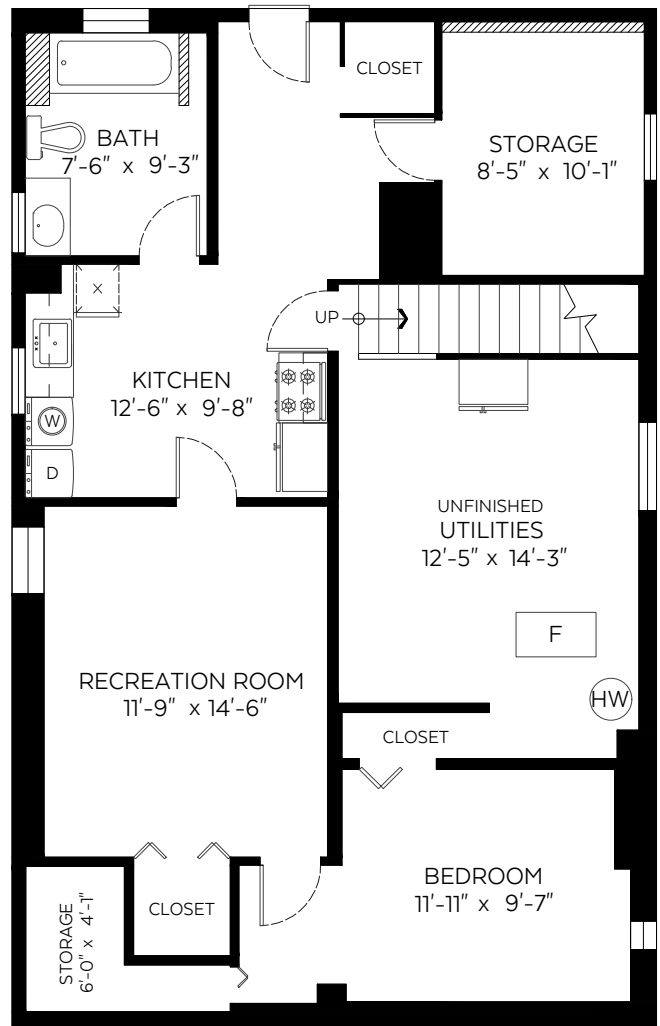 CLOSET
BATH
7'-6" x 9'-3"
STORAGE
8'-5" x 10'-1"
X
UP
KITCHEN
12'-6" x 9'-8"
W
D
UNFINISHED
UTILITIES
12'-5" x 14'-3"
F
HW
RECREATION ROOM
11'-9" x 14'-6"
CLOSET
BEDROOM
11'-11" x 9'-7"
CLOSET
STORAGE
6'-0" x 4'-1"